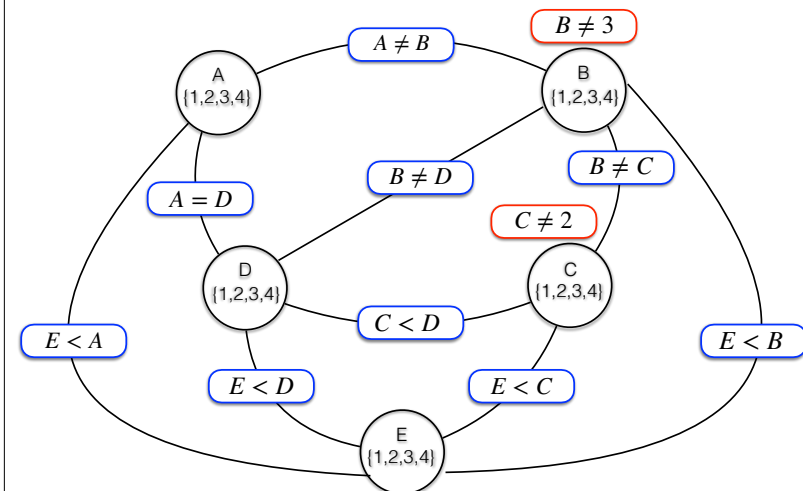 B ≠ 3
A ≠ B
A
{1,2,3,4}
B
{1,2,3,4}
B ≠ D
B ≠ C
A = D
C ≠ 2
D
{1,2,3,4}
C
{1,2,3,4}
C < D
E < A
E < B
E < D
E < C
E
{1,2,3,4}